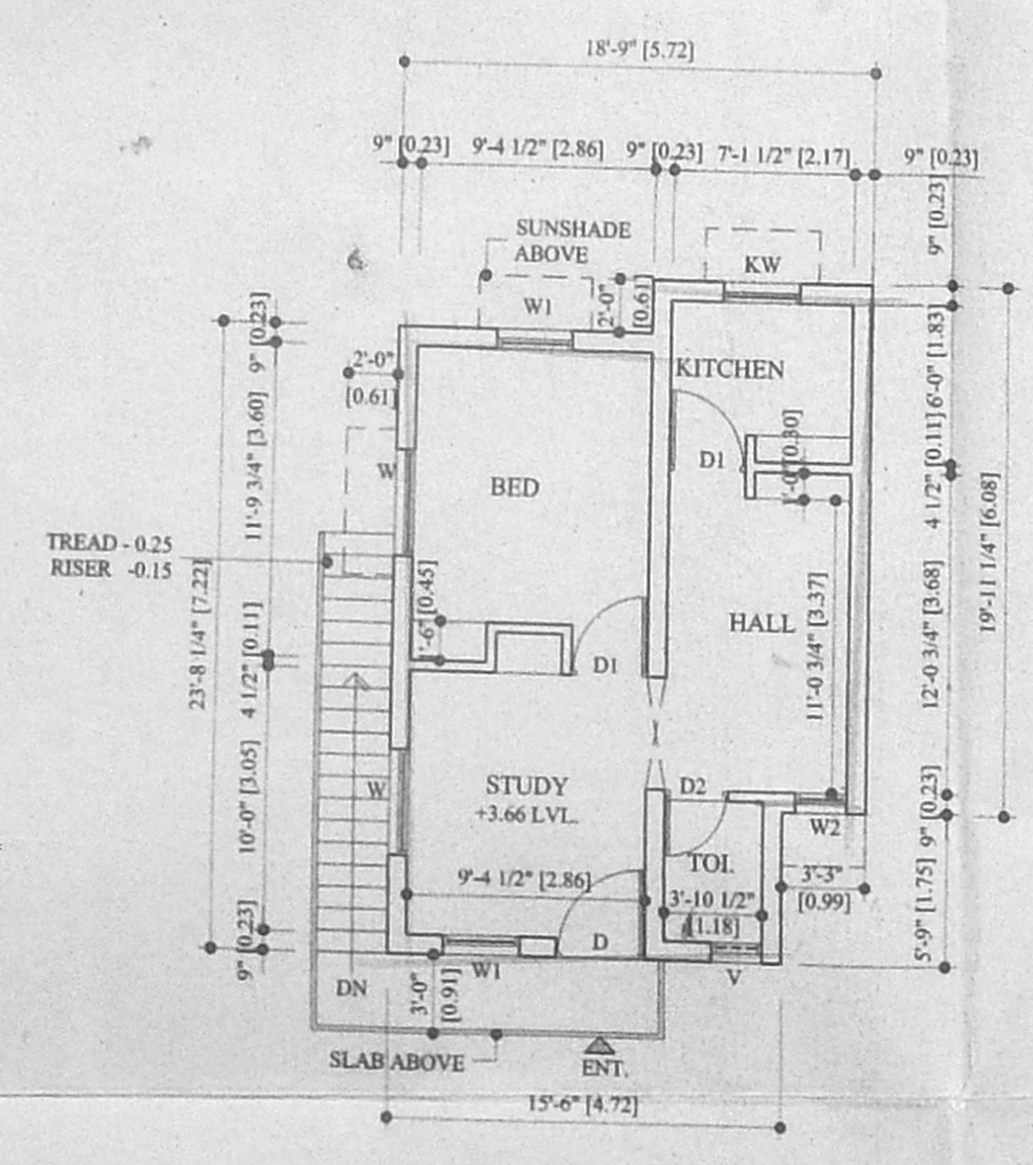 18'-9" [5.72]
9" [0.23]
9'-4 1/2" [2.86]
9" [0.23]
7'-1 1/2" [2.17]
9" [0.23]
9" [0.23]
SUNSHADE
ABOVE
KW
W1
2'-0"
[0.61]
9" [0.23]
2'-0"
[0.61]
KITCHEN
6'-0" [1.83]
11'-9 3/4" [3.60]
W
BED
D1
1'-0" [0.30]
4 1/2" [0.11]
19'-11 1/4" [6.08]
TREAD - 0.25
RISER -0.15
23'-8 1/4" [7.22]
4 1/2" [0.11]
1'-6" [0.45]
D1
HALL
11'-0 3/4" [3.37]
12'-0 3/4" [3.68]
10'-0" [3.05]
W
STUDY
+3.66 LVL.
D2
W2
9" [0.23]
TOI.
9'-4 1/2" [2.86]
3'-10 1/2"
[1.18]
3'-3"
[0.99]
5'-9" [1.75]
9" [0.23]
D
W1
V
DN
3'-0"
[0.91]
SLAB ABOVE
ENT.
15'-6" [4.72]